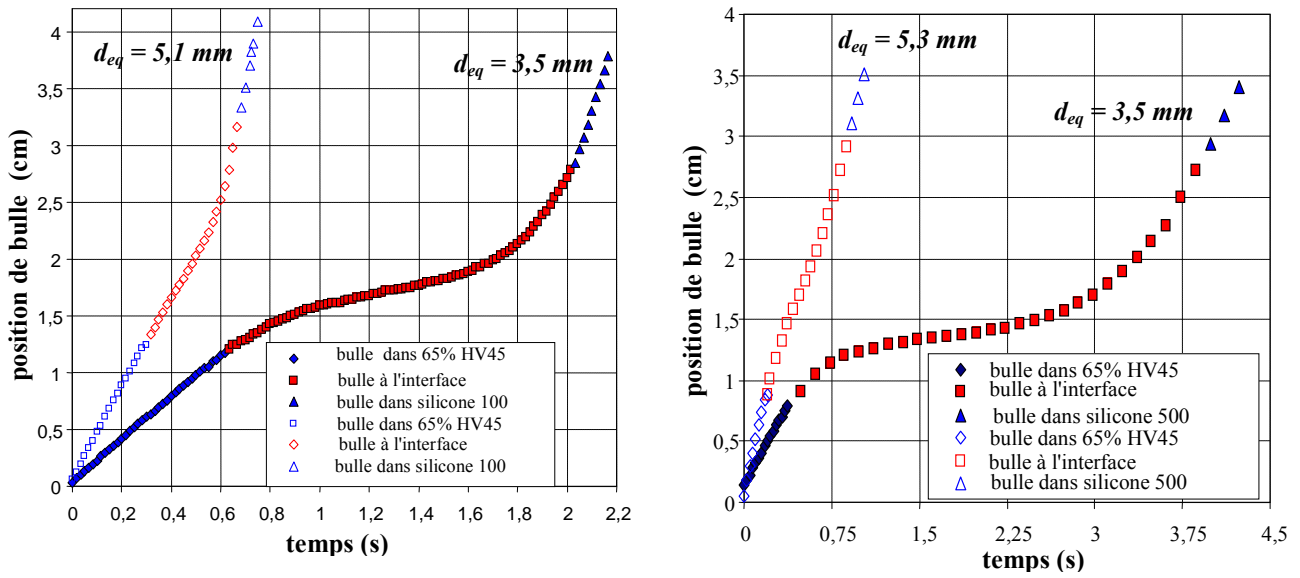 position de bulle (cm)
4
3,5
3
2,5
2
1,5
1
0,5
0
d_eq = 5,1 mm
d_eq = 3,5 mm
bulle dans 65% HV45
bulle à l'interface
bulle dans silicone 100
bulle dans 65% HV45
bulle à l'interface
bulle dans silicone 100
0 0,2 0,4 0,6 0,8 1 1,2 1,4 1,6 1,8 2 2,2
temps (s)
position de bulle (cm)
4
3,5
3
2,5
2
1,5
1
0,5
0
d_eq = 5,3 mm
d_eq = 3,5 mm
bulle dans 65% HV45
bulle à l'interface
bulle dans silicone 500
bulle dans 65% HV45
bulle à l'interface
bulle dans silicone 500
0 0,75 1,5 2,25 3 3,75 4,5
temps (s)